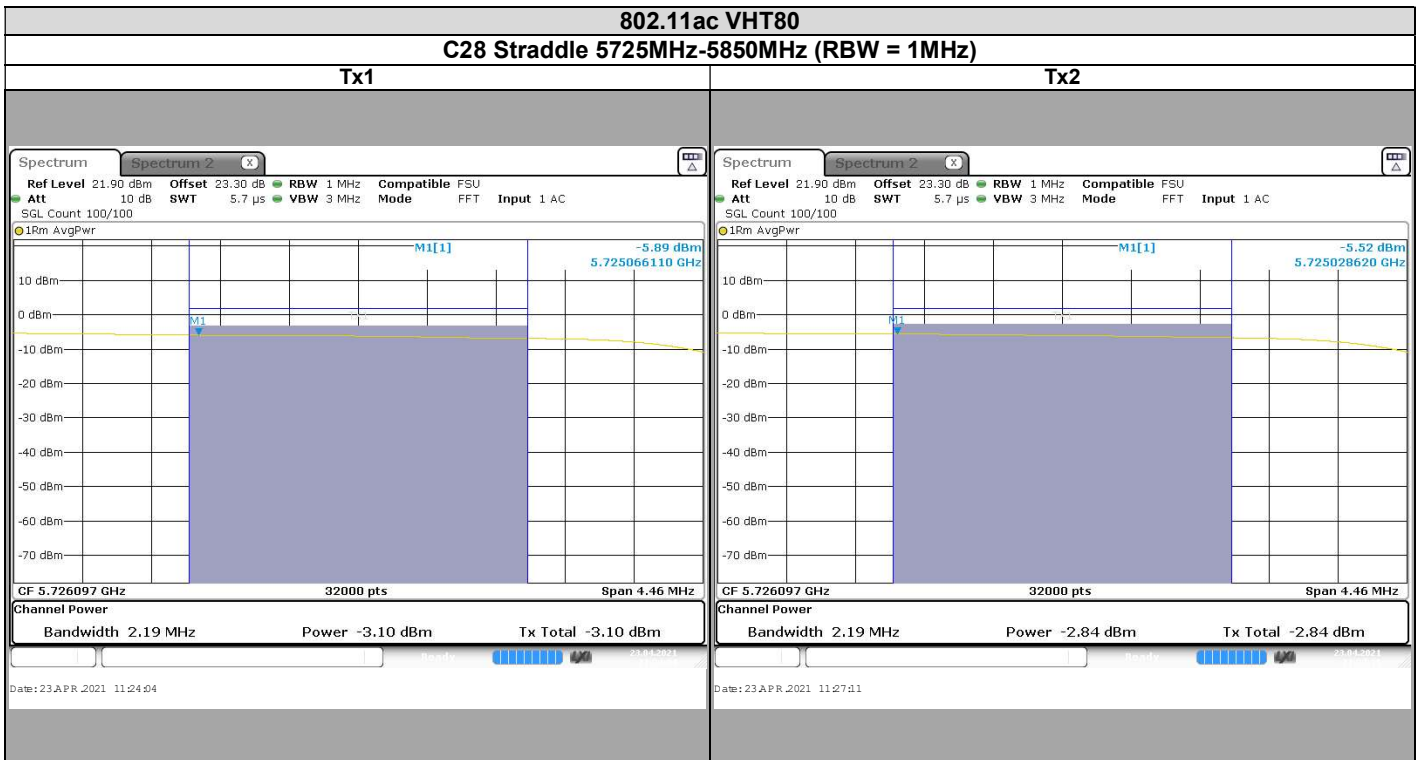 802.11ac VHT80
C28 Straddle 5725MHz-5850MHz (RBW = 1MHz)
Tx1
Tx2
Spectrum Spectrum 2 X
Ref Level 21.90 dBm Offset 23.30 dB RBW 1 MHz Compatible FSU
Att 10 dB SWT 5.7 µs VBW 3 MHz Mode FFT Input 1 AC
SGL Count 100/100
1Rm AvgPwr
M1[1] -5.89 dBm
5.725066110 GHz
10 dBm
0 dBm
M1
-10 dBm
-20 dBm
-30 dBm
-40 dBm
-50 dBm
-60 dBm
-70 dBm
CF 5.726097 GHz 32000 pts Span 4.46 MHz
Channel Power
Bandwidth 2.19 MHz Power -3.10 dBm Tx Total -3.10 dBm
Ready 23.04.2021
Date: 23.APR.2021 11:24:04
Spectrum Spectrum 2 X
Ref Level 21.90 dBm Offset 23.30 dB RBW 1 MHz Compatible FSU
Att 10 dB SWT 5.7 µs VBW 3 MHz Mode FFT Input 1 AC
SGL Count 100/100
1Rm AvgPwr
M1[1] -5.52 dBm
5.725028620 GHz
10 dBm
0 dBm
M1
-10 dBm
-20 dBm
-30 dBm
-40 dBm
-50 dBm
-60 dBm
-70 dBm
CF 5.726097 GHz 32000 pts Span 4.46 MHz
Channel Power
Bandwidth 2.19 MHz Power -2.84 dBm Tx Total -2.84 dBm
Ready 23.04.2021
Date: 23.APR.2021 11:27:11